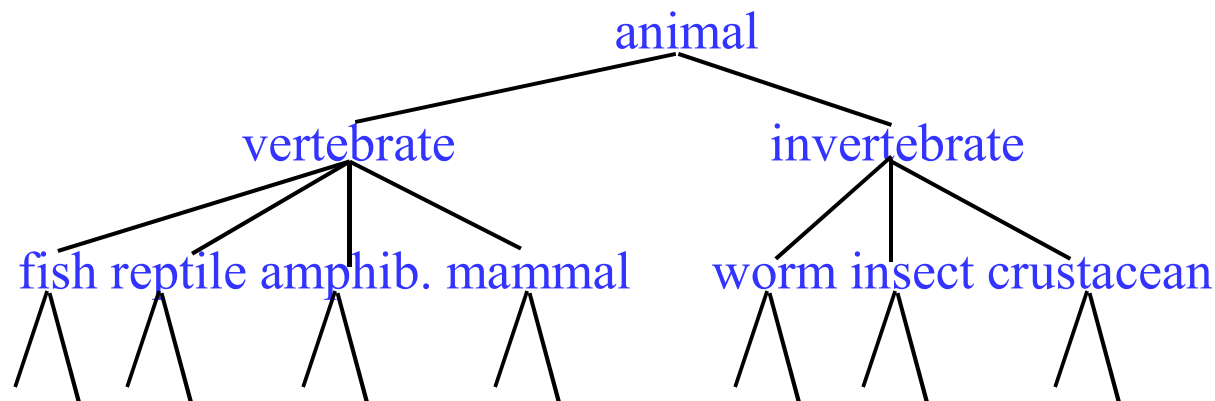 animal
vertebrate invertebrate
fish reptile amphib. mammal worm insect crustacean